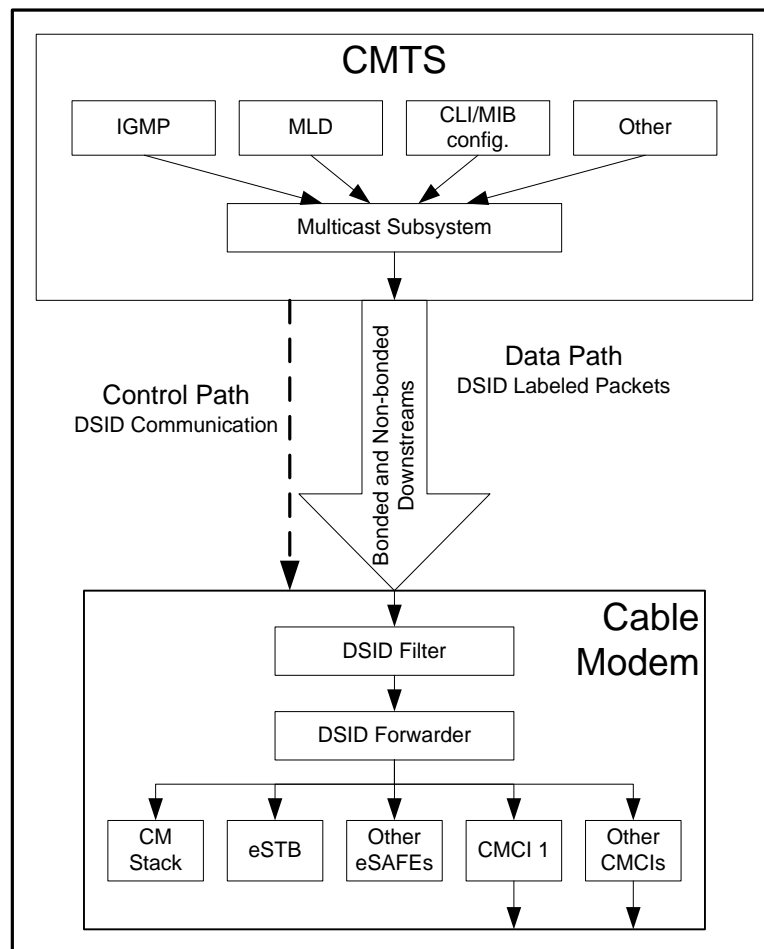 CMTS
IGMP
MLD
CLI/MIB
config.
Other
Multicast Subsystem
Control Path
DSID Communication
Bonded and Non-bonded
Downstreams
Data Path
DSID Labeled Packets
Cable
Modem
DSID Filter
DSID Forwarder
CM
Stack
eSTB
Other
eSAFEs
CMCI 1
Other
CMCIs